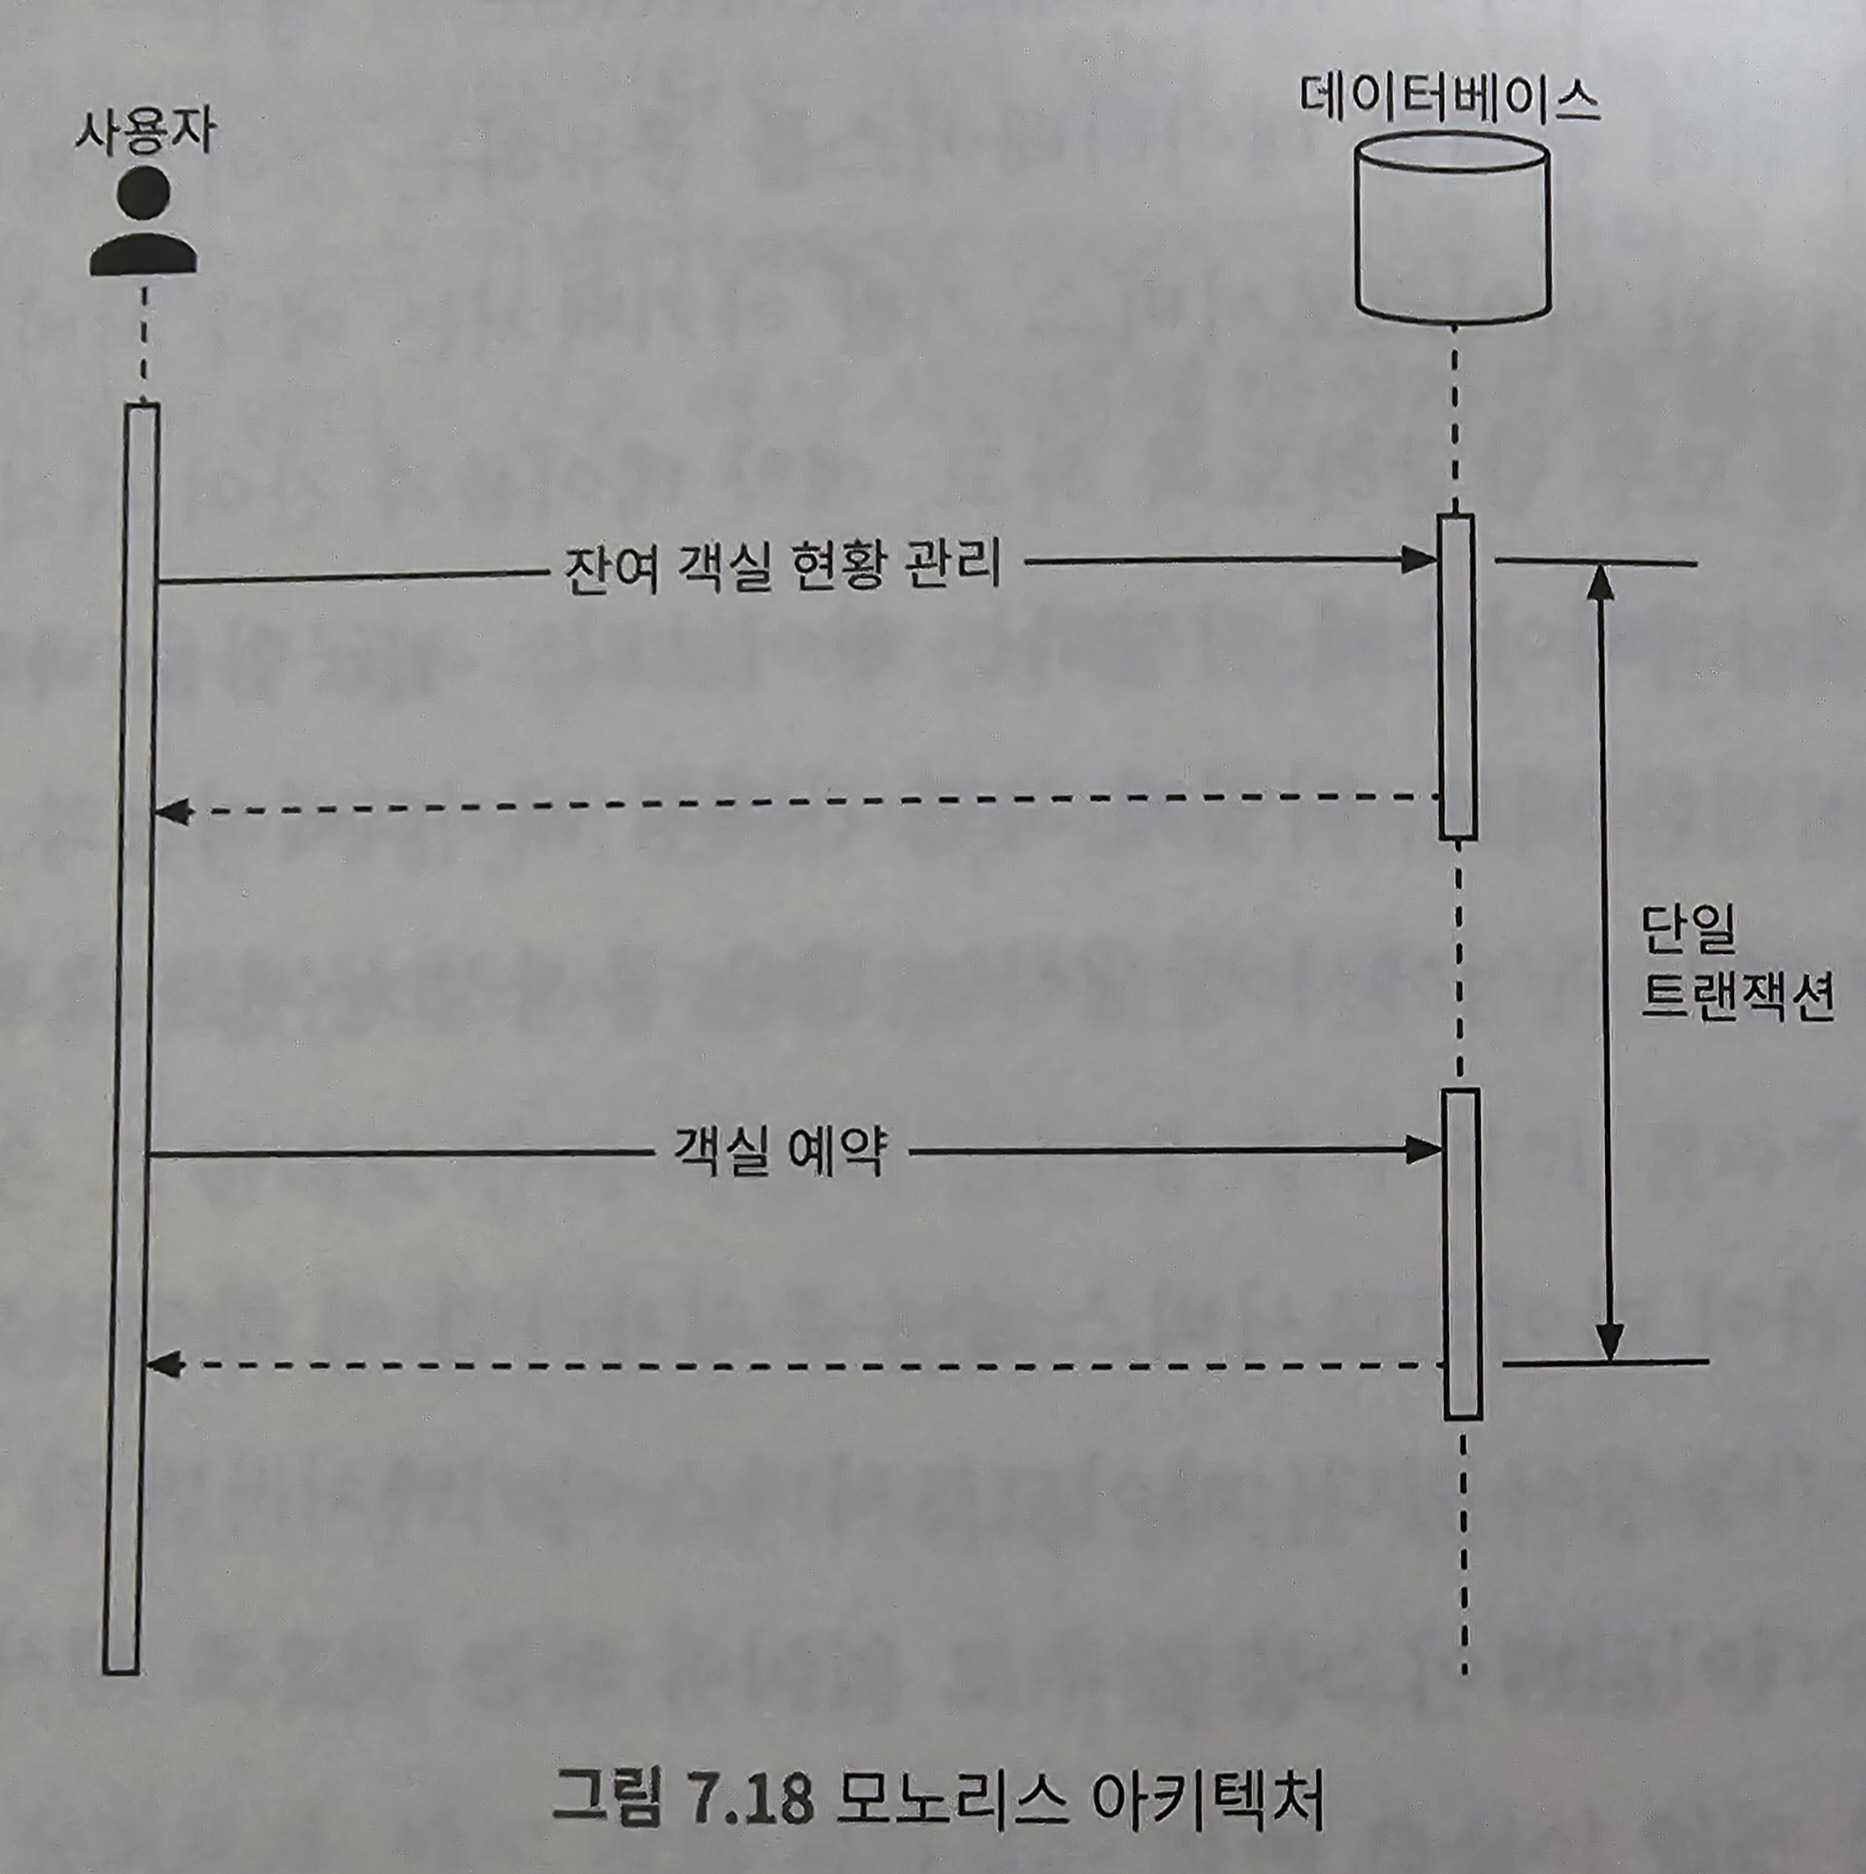 사용자
데이터베이스
잔여 객실 현황 관리
단일
트랜잭션
객실 예약
그림 7.18 모노리스 아키텍처